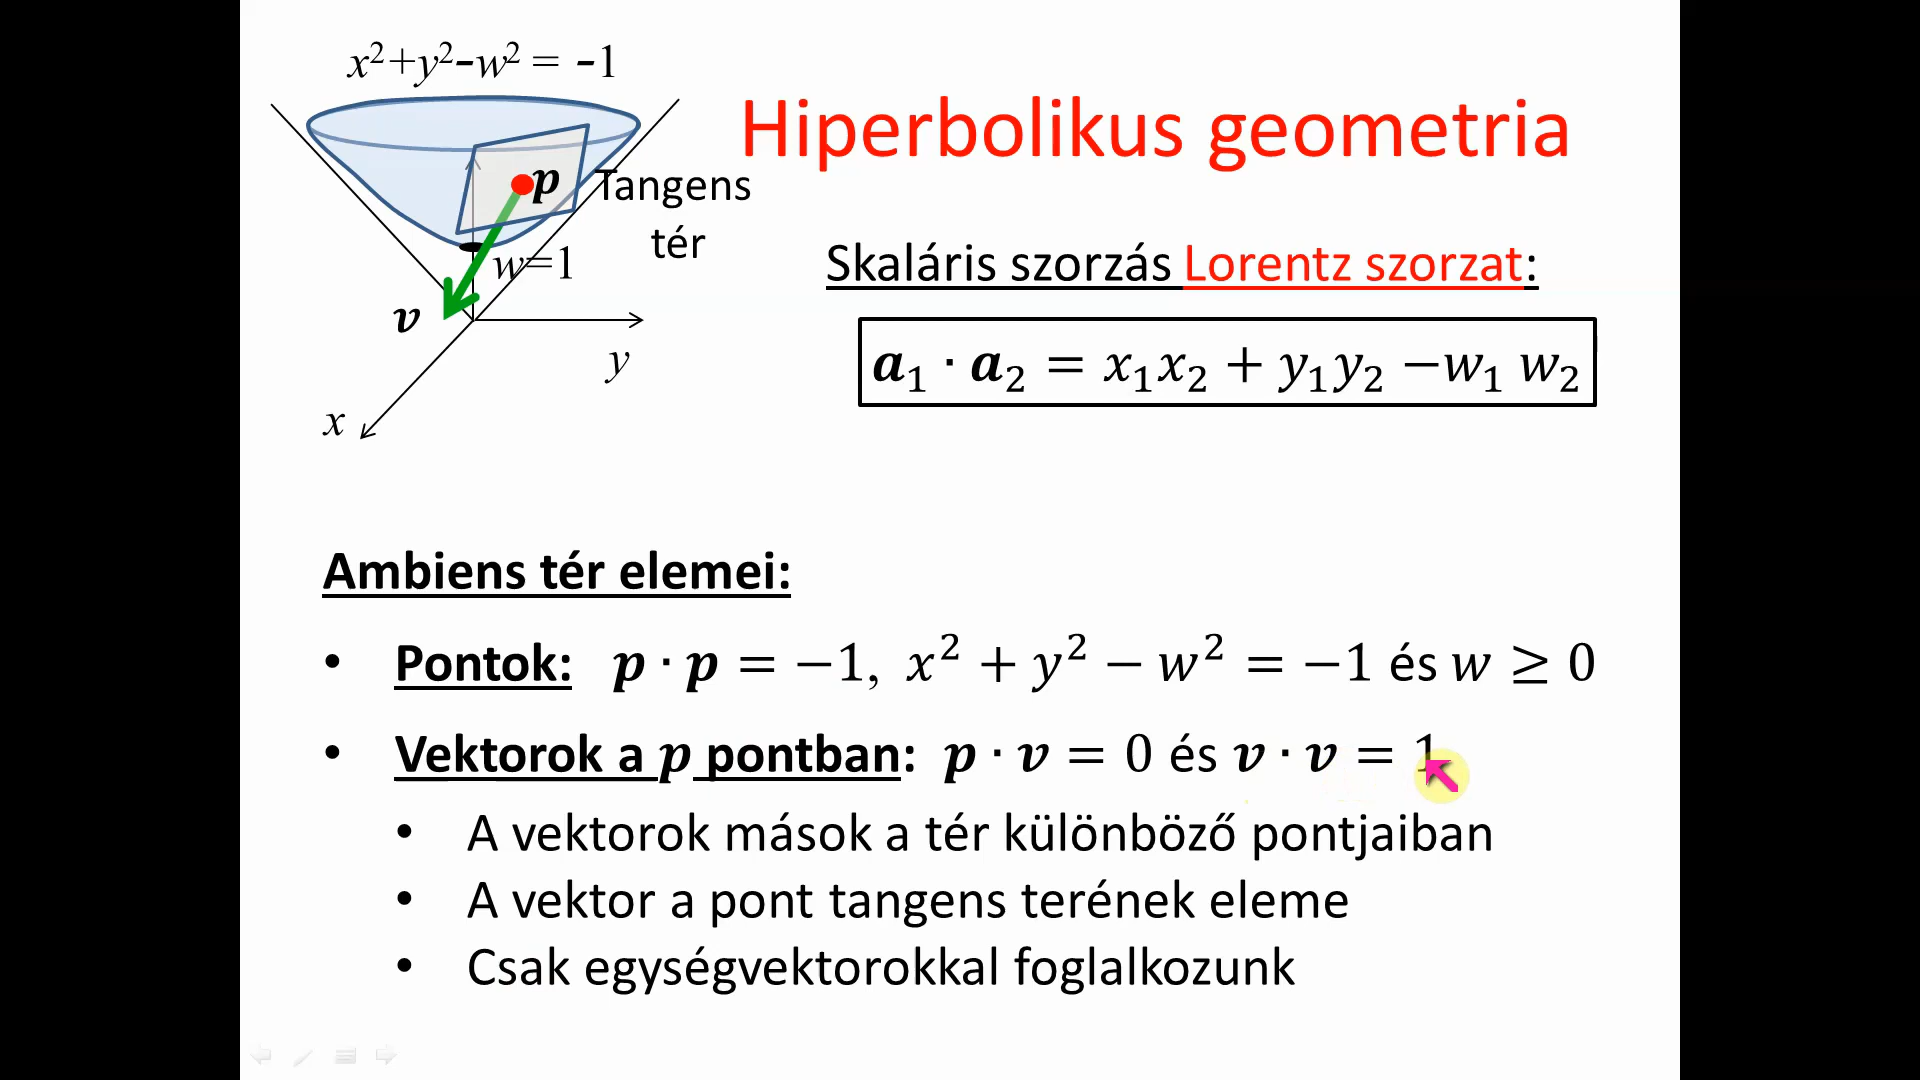 x²+y²-w² = -1
Hiperbolikus geometria
p
Tangens
tér
w=1
v
y
x
Skaláris szorzás Lorentz szorzat:
a₁ · a₂ = x₁x₂ + y₁y₂ −w₁ w₂
Ambiens tér elemei:
• Pontok: p · p = −1, x² + y² − w² = −1 és w ≥ 0
• Vektorok a p pontban: p · v = 0 és v · v = 1
• A vektorok mások a tér különböző pontjaiban
• A vektor a pont tangens terének eleme
• Csak egységvektorokkal foglalkozunk